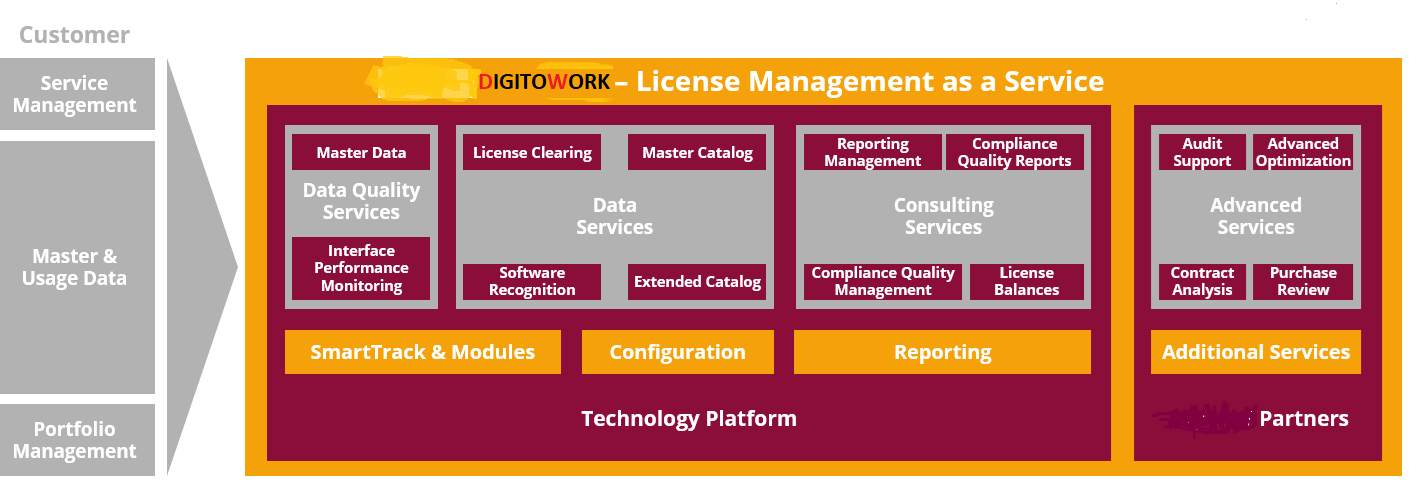 Customer
Service
Management
Master &
Usage Data
Portfolio
Management
DIGITOWORK – License Management as a Service
Master Data
Data Quality
Services
Interface
Performance
Monitoring
License Clearing
Master Catalog
Data
Services
Software
Recognition
Extended Catalog
Reporting
Management
Compliance
Quality Reports
Consulting
Services
Compliance Quality
Management
License
Balances
Audit
Support
Advanced
Optimization
Advanced
Services
Contract
Analysis
Purchase
Review
SmartTrack & Modules
Configuration
Reporting
Additional Services
Technology Platform
Partners